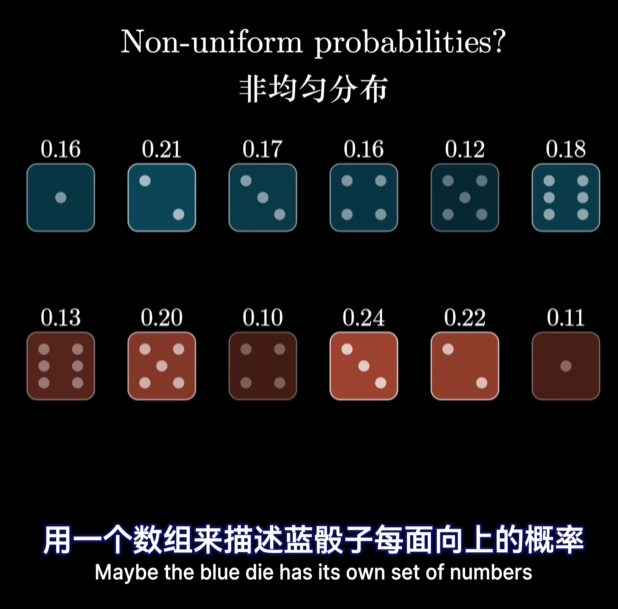 Non-uniform probabilities?
非均匀分布
0.16 0.21 0.17 0.16 0.12 0.18
0.13 0.20 0.10 0.24 0.22 0.11
用一个数组来描述蓝骰子每面向上的概率
Maybe the blue die has its own set of numbers